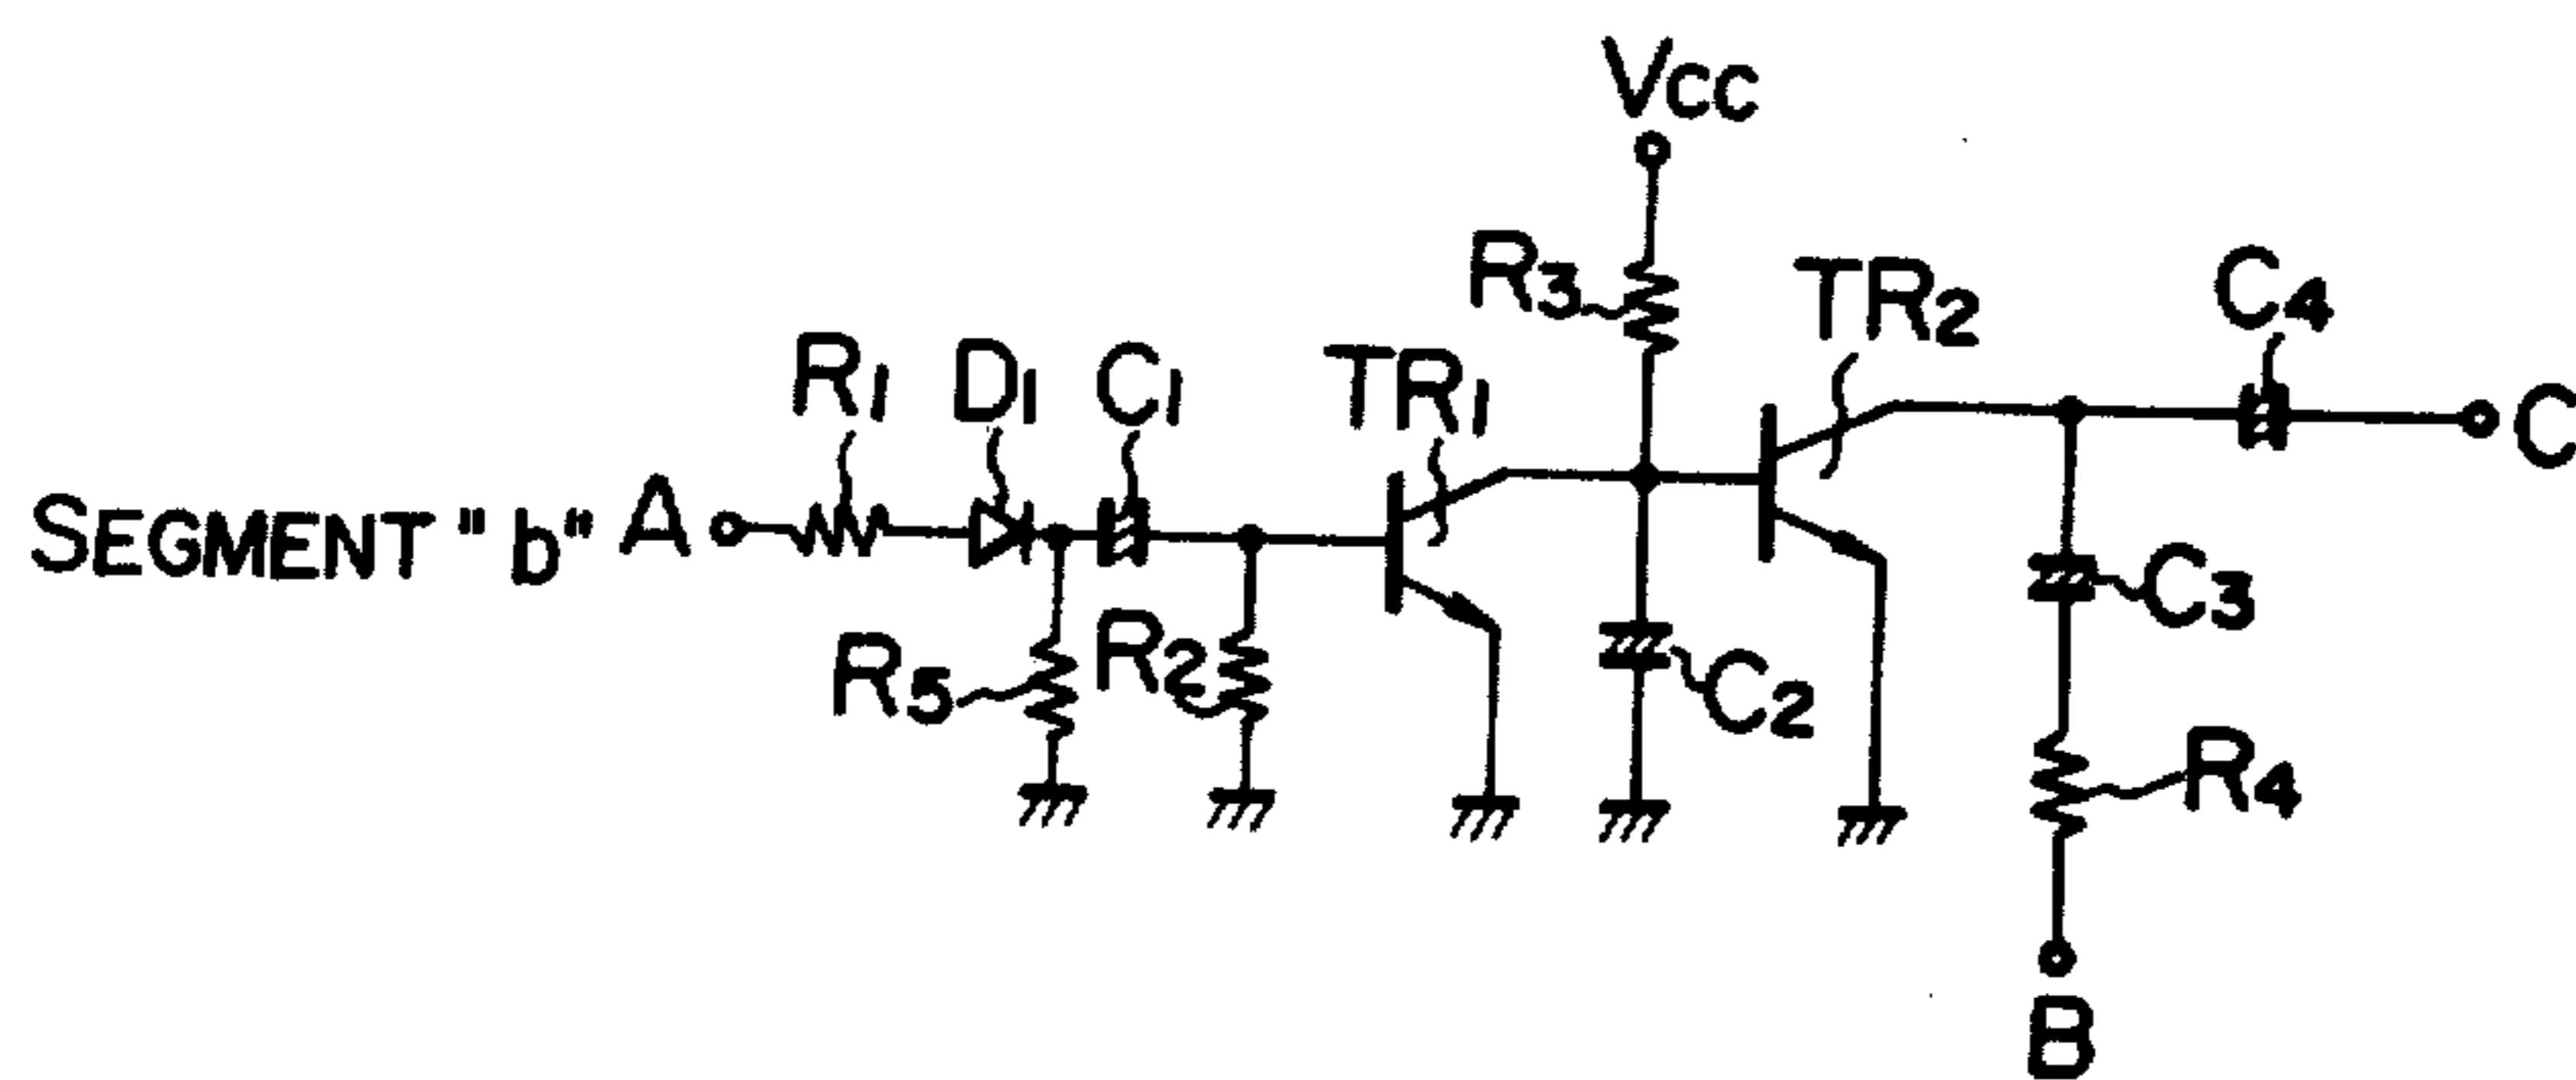 Vcc
R3
TR2
C4
R1
D1
C1
TR1
C
SEGMENT "b" A
R5
R2
C2
C3
R4
B